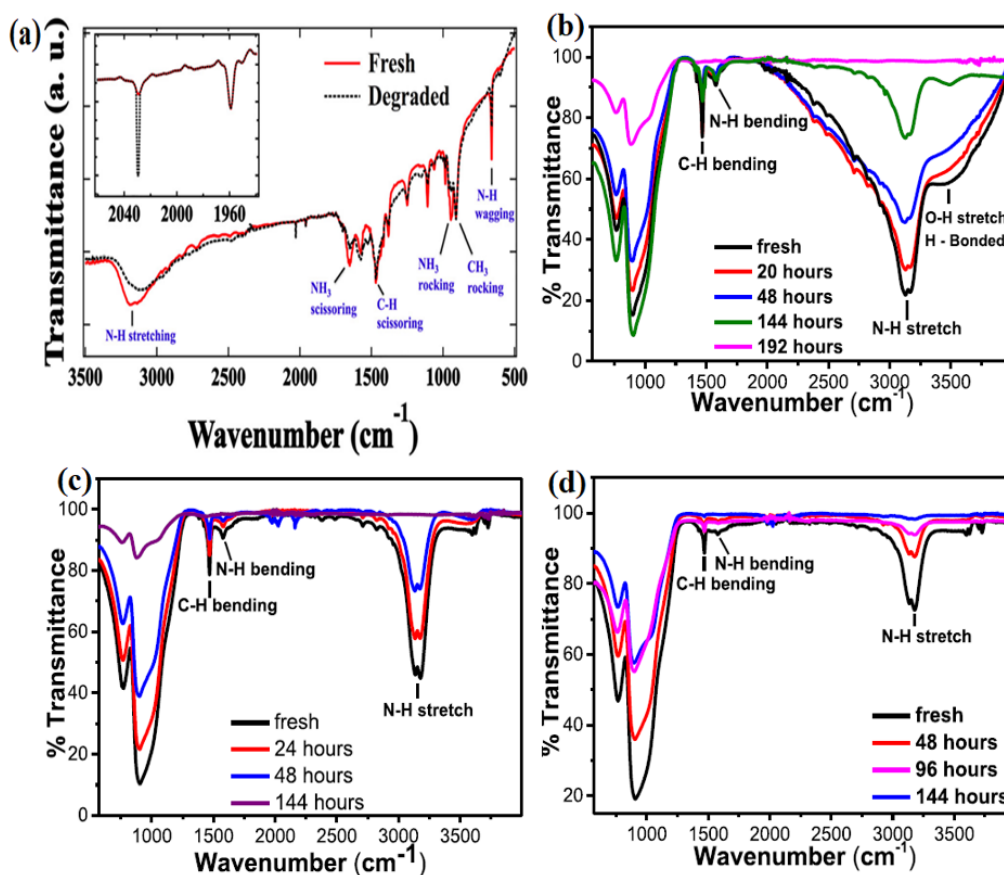 (a)
Transmittance (a. u.)
Fresh
Degraded
2040 2000 1960
N-H
wagging
NH3
scissoring
C-H
scissoring
NH3
rocking
CH3
rocking
N-H stretching
3500 3000 2000 1500 1000 500
Wavenumber (cm-1)
(b)
% Transmittance
100
80
60
40
20
0
N-H bending
C-H bending
O-H stretch
H - Bonded
N-H stretch
fresh
20 hours
48 hours
144 hours
192 hours
1000 1500 2000 2500 3000 3500
Wavenumber (cm-1)
(c)
% Transmittance
100
80
60
40
20
0
N-H bending
C-H bending
N-H stretch
fresh
24 hours
48 hours
144 hours
1000 1500 2000 2500 3000 3500
Wavenumber (cm-1)
(d)
% Transmittance
100
80
60
40
20
N-H bending
C-H bending
N-H stretch
fresh
48 hours
96 hours
144 hours
1000 1500 2000 2500 3000 3500
Wavenumber (cm-1)